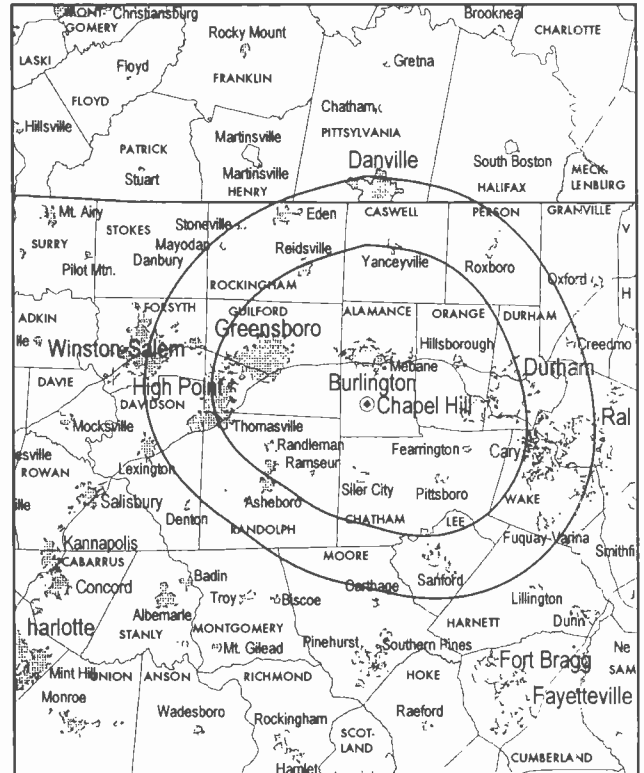 MONT- Christiansburg
GOMERY
Brookneal
CHARLOTTE
Rocky Mount
LASKI
Floyd
FRANKLIN
Gretna
FLOYD
Hillsville
Chatham
PITTSYLVANIA
PATRICK
Martinsville
Stuart
Martinsville
HENRY
Danville
South Boston
HALIFAX
MECK-
LENBURG
Mt. Airy
STOKES
Stoneville
Eden
CASWELL
PERSON
GRANVILLE
V
SURRY
Mayodan
Danbury
Reidsville
Pilot Mtn.
Yanceyville
Roxboro
Oxford
ROCKINGHAM
H
ADKIN
FORSYTH
GUILFORD
ALAMANCE
ORANGE
DURHAM
lle
Greensboro
Hillsborough
Creedmo
Winston-Salem
Mebane
Durham
DAVIE
High Point
Burlington
DAVIDSON
Chapel Hill
Ral
Mocksville
Thomasville
esville
Randleman
Fearrington
Cary
ROWAN
Lexington
Ramseur
Siler City
Pittsboro
ille
Salisbury
Asheboro
WAKE
Denton
RANDOLPH
CHATHAM
LEE
Fuquay-Varina
Kannapolis
MOORE
Smithfi
CABARRUS
Badin
Sanford
Concord
Troy
Biscoe
Carthage
Lillington
Albemarle
HARNETT
Dunn
harlotte
STANLY
MONTGOMERY
Mt. Gilead
Pinehurst
Southern Pines
Ne
Mint Hill
Fort Bragg
SAM
UNION
ANSON
RICHMOND
HOKE
Monroe
Fayetteville
Wadesboro
Rockingham
Raeford
SCOT-
LAND
Hamlet
CUMBERLAND